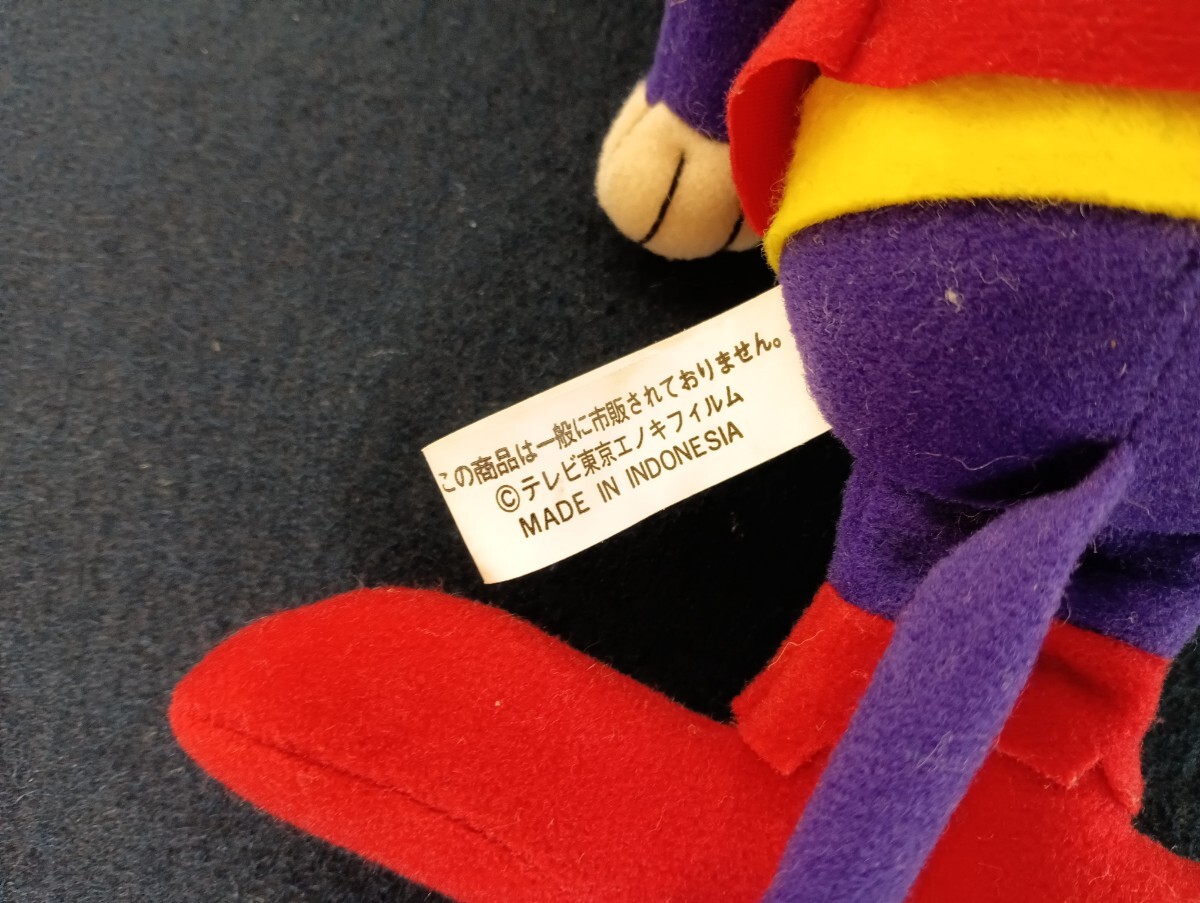 この商品は一般に市販されておりません。
©テレビ東京エノキフィルム
MADE IN INDONESIA